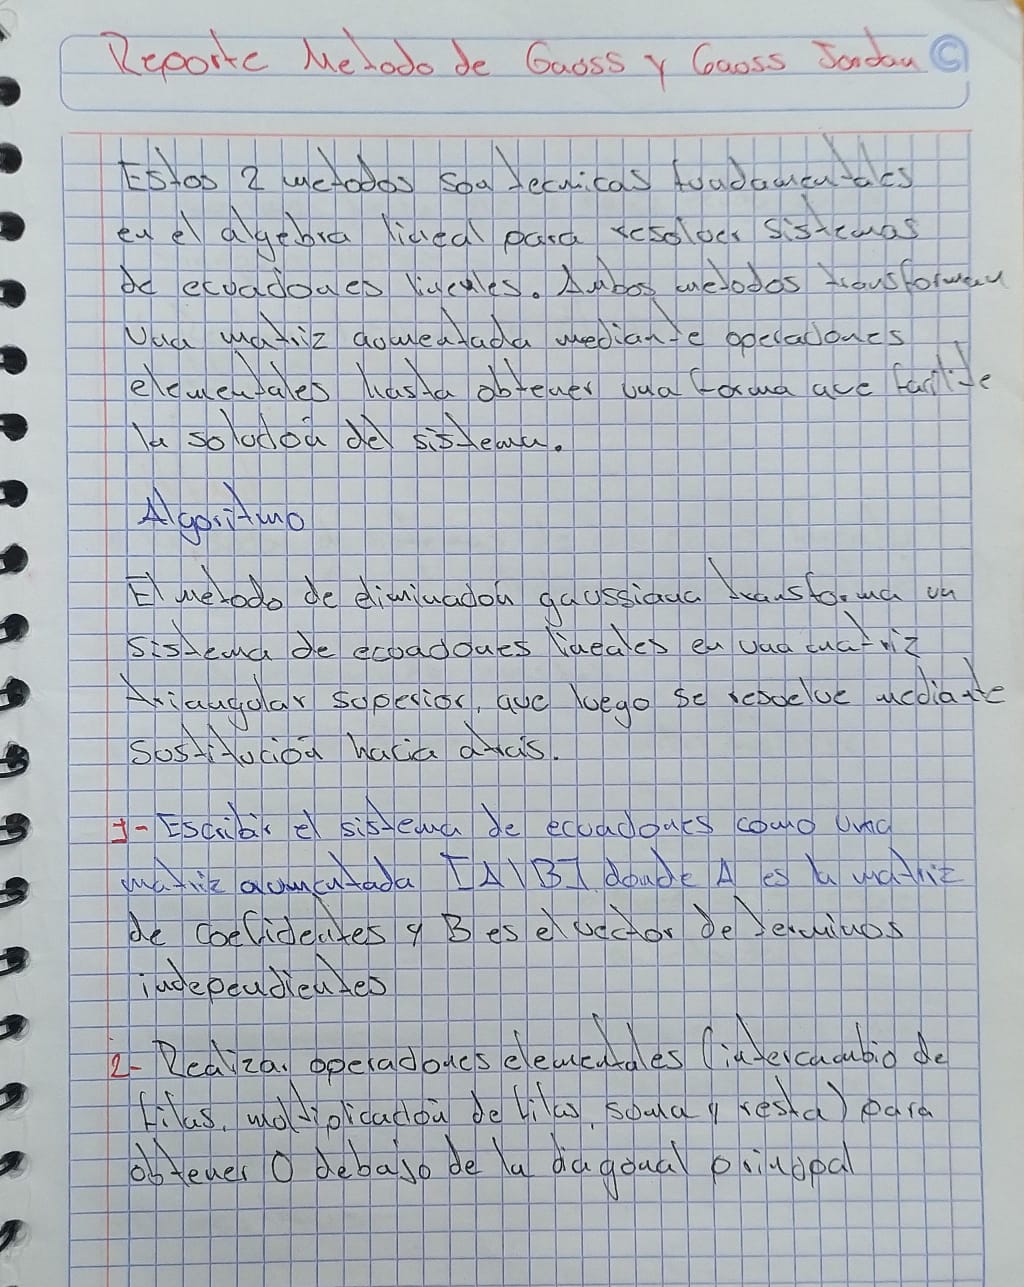 Reporte Metodo de Gauss y Gauss Jordan C
Estos 2 metodos son tecnicas fundamentales
en el algebra lineal para resolver sistemas
de ecuaciones lineales. Ambos metodos transforman
una matriz aumentada mediante operaciones
elementales hasta obtener una forma que facilite
la solución del sistema.
Algoritmo
El metodo de eliminación gaussiana transforma un
sistema de ecuaciones lineales en una matriz
triangular superior, que luego se resuelve mediante
sustitución hacia atrás.
1- Escribir el sistema de ecuaciones como una
matriz aumentada [A|B] donde A es la matriz
de coeficientes y B es el vector de terminos
independientes
2- Realizar operaciones elementales (intercambio de
filas, multiplicación de filas, soma y resta) para
obtener 0 debajo de la diagonal principal